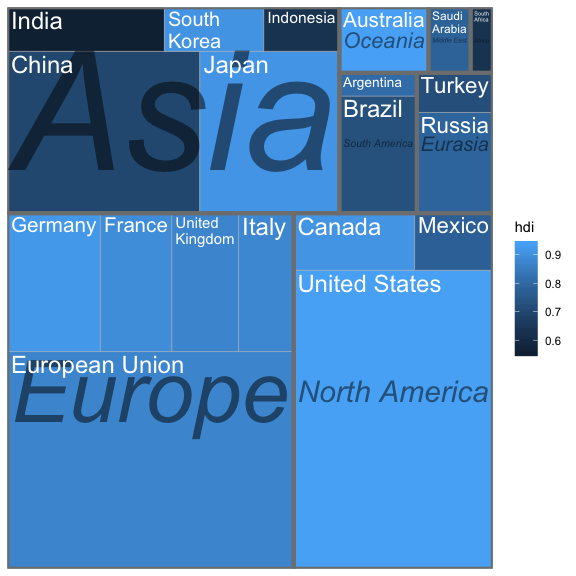 India
South
Korea
Indonesia
China
Japan
Asia
Australia
Oceania
Saudi
Arabia
Middle East
South
Africa
Argentina
Brazil
South America
Turkey
Russia
Eurasia
Germany
France
United
Kingdom
Italy
European Union
Europe
Canada
Mexico
United States
North America
hdi
0.9
0.8
0.7
0.6